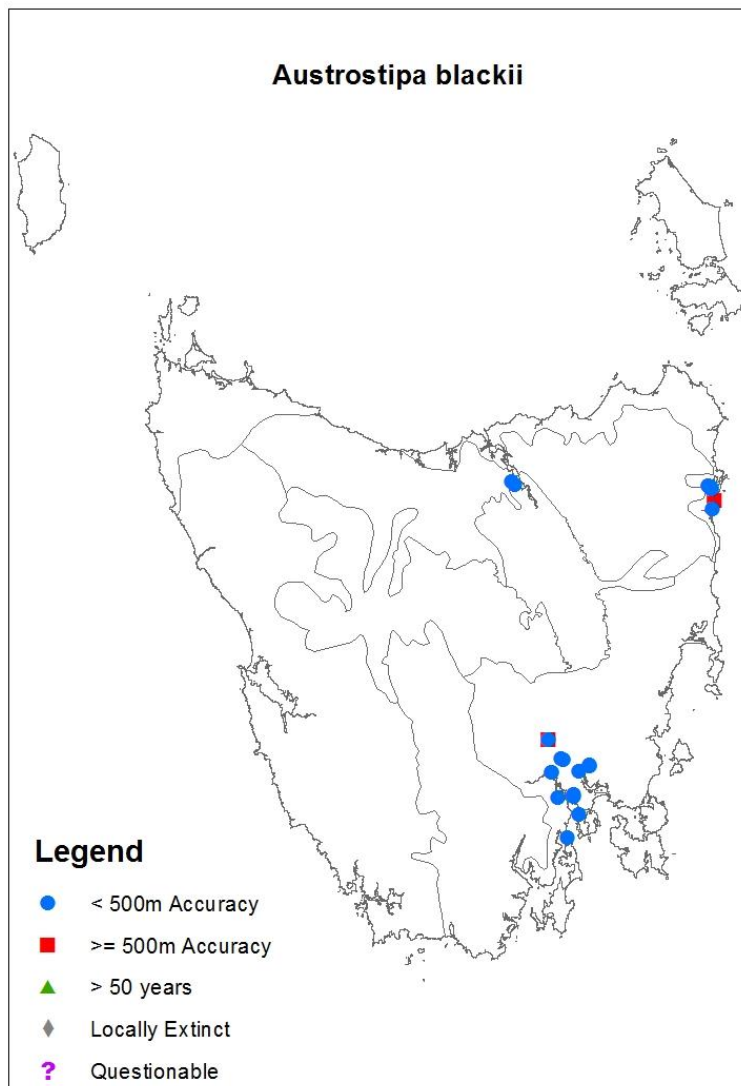 Austrostipa blackii
Legend
< 500m Accuracy
>= 500m Accuracy
> 50 years
Locally Extinct
? Questionable